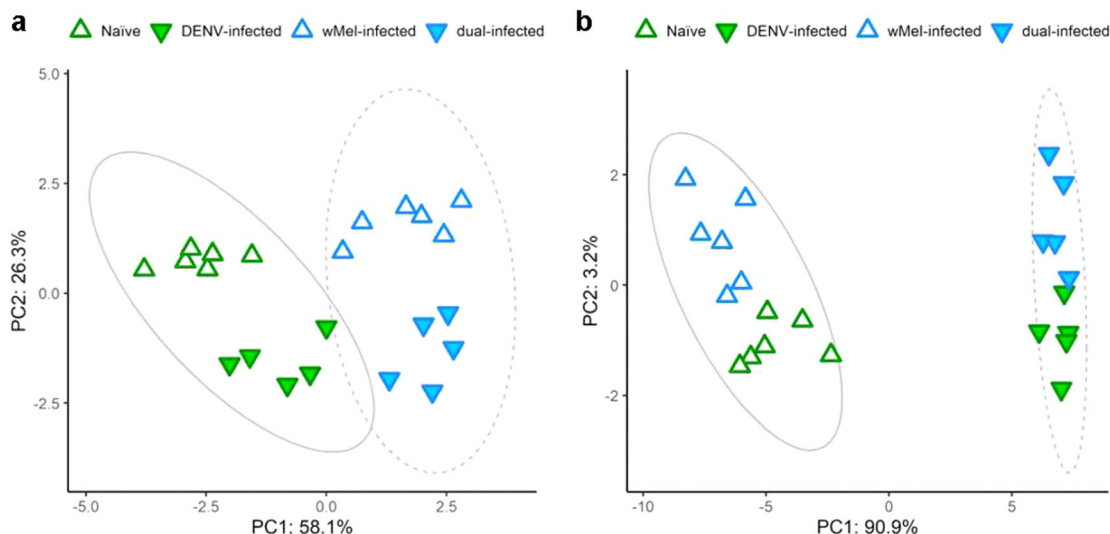 a
Naïve DENV-infected wMel-infected dual-infected
5.0
2.5
0.0
-2.5
PC2: 26.3%
-5.0 -2.5 0.0 2.5
PC1: 58.1%
b
Naïve DENV-infected wMel-infected dual-infected
2
0
-2
PC2: 3.2%
-10 -5 0 5
PC1: 90.9%